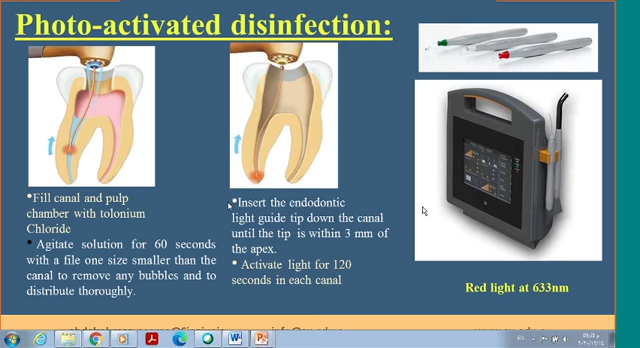 Photo-activated disinfection:
•Fill canal and pulp
chamber with tolonium
Chloride
• Agitate solution for 60 seconds
with a file one size smaller than the
canal to remove any bubbles and to
distribute thoroughly.
•Insert the endodontic
light guide tip down the canal
until the tip is within 3 mm of
the apex.
• Activate light for 120
seconds in each canal
Red light at 633nm
EN